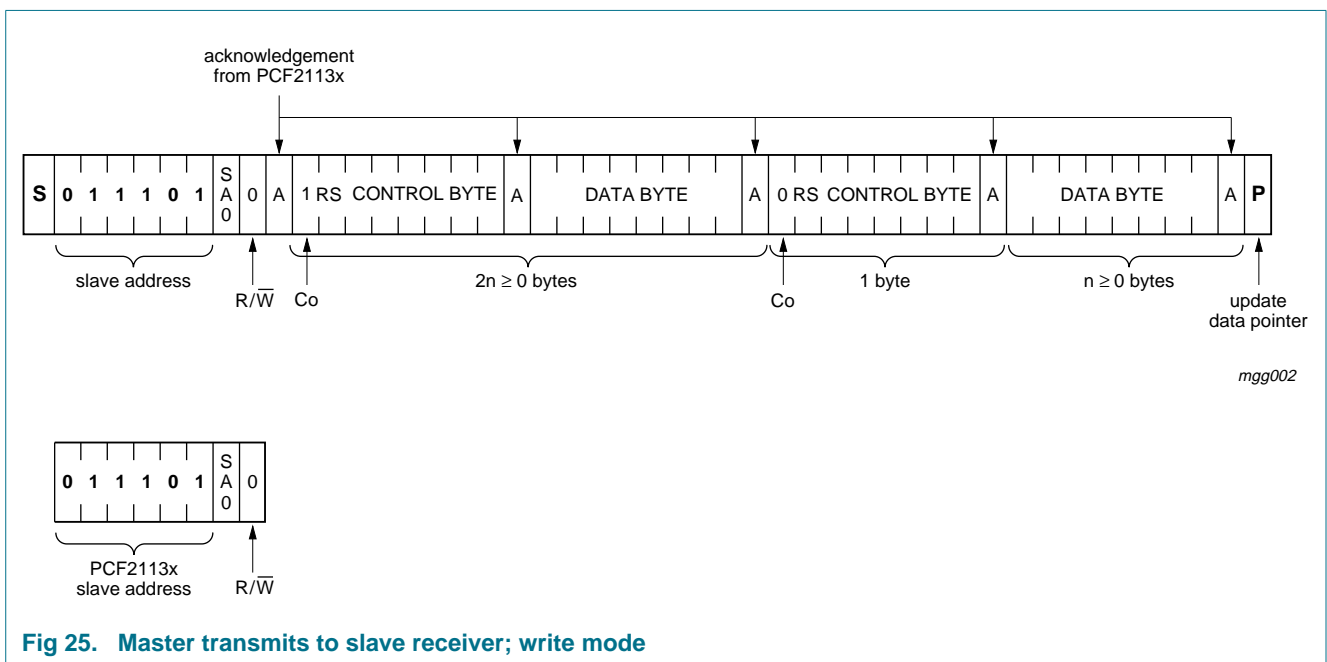 acknowledgement
from PCF2113x
S 0 1 1 1 0 1 SA0 0 A 1 RS CONTROL BYTE A DATA BYTE A 0 RS CONTROL BYTE A DATA BYTE A P
slave address
R/W̅
Co
2n ≥ 0 bytes
Co
1 byte
n ≥ 0 bytes
update
data pointer
mgg002
0 1 1 1 0 1 SA0 0
PCF2113x
slave address
R/W̅
Fig 25. Master transmits to slave receiver; write mode